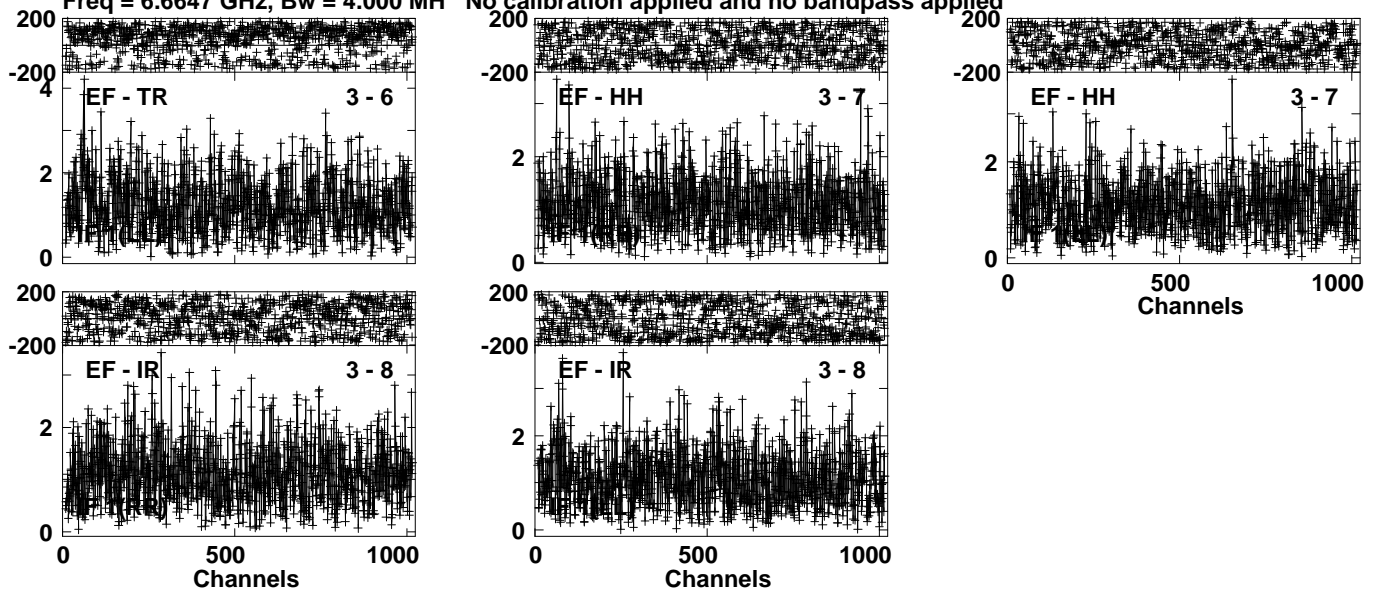 Freq = 6.6647 GHz, Bw = 4.000 MH No calibration applied and no bandpass applied
200
-200
4
2
0
EF - TR
3 - 6
200
-200
2
0
EF - HH
3 - 7
200
-200
2
0
EF - HH
3 - 7
0
500
1000
Channels
200
-200
2
0
EF - IR
3 - 8
IF 1(RR)
0
500
1000
Channels
200
-200
2
0
EF - IR
3 - 8
0
500
1000
Channels